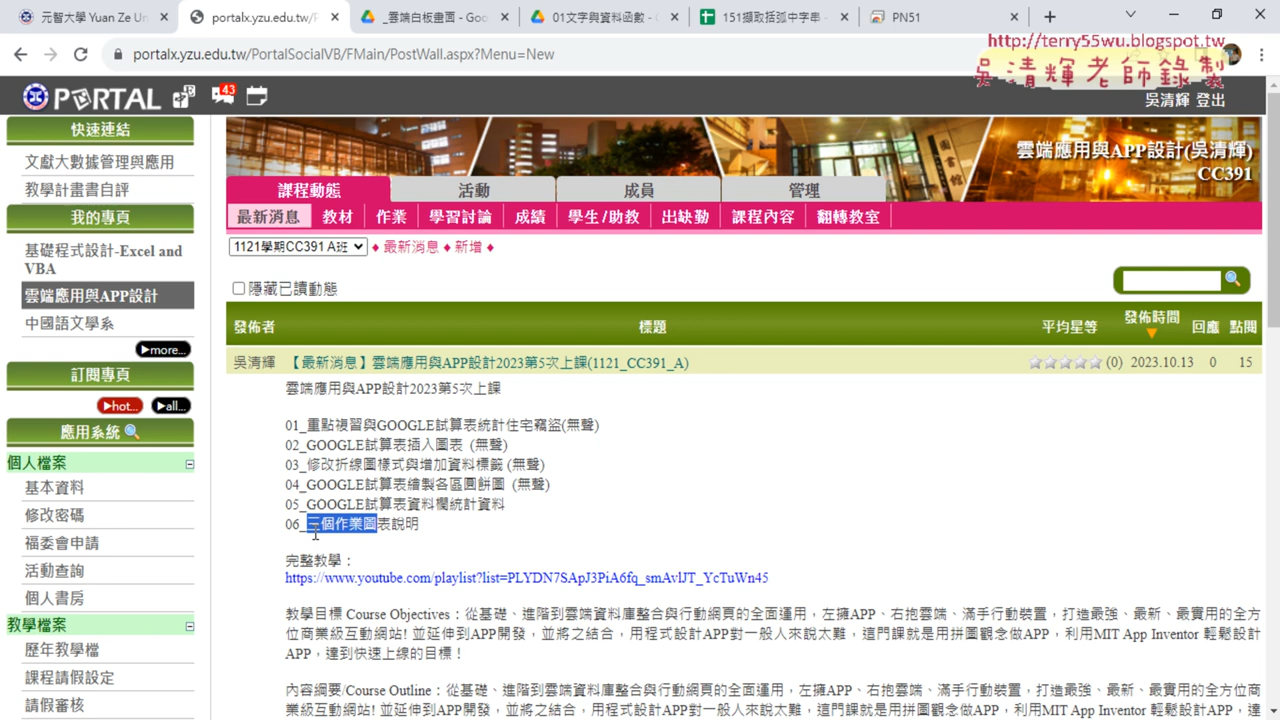 元智大學 Yuan Ze Un
portalx.yzu.edu.tw/P
_雲端白板畫面 - Goo
01文字與資料函數 - G
151擷取括弧中字串 -
PN51
portalx.yzu.edu.tw/PortalSocialVB/FMain/PostWall.aspx?Menu=New
http://terry55wu.blogspot.tw
吳清輝老師錄製
PORTAL
43
吳清輝 登出
快速連結
文獻大數據管理與應用
教學計畫書自評
我的專頁
基礎程式設計-Excel and VBA
雲端應用與APP設計
中國語文學系
▶more...
訂閱專頁
▶hot... ▶all...
應用系統
個人檔案
基本資料
修改密碼
福委會申請
活動查詢
個人書房
教學檔案
歷年教學檔
課程請假設定
請假審核
雲端應用與APP設計(吳清輝)
CC391
課程動態 活動 成員 管理
最新消息 教材 作業 學習討論 成績 學生/助教 出缺勤 課程內容 翻轉教室
1121學期CC391 A班 ♦ 最新消息 ♦ 新增 ♦
隱藏已讀動態
發佈者 標題 平均星等 發佈時間 回應 點閱
吳清輝 【最新消息】雲端應用與APP設計2023第5次上課(1121_CC391_A) (0) 2023.10.13 0 15
雲端應用與APP設計2023第5次上課
01_重點複習與GOOGLE試算表統計住宅竊盜(無聲)
02_GOOGLE試算表插入圖表 (無聲)
03_修改折線圖樣式與增加資料標籤 (無聲)
04_GOOGLE試算表繪製各區圓餅圖 (無聲)
05_GOOGLE試算表資料欄統計資料
06_三個作業圖表說明
完整教學：
https://www.youtube.com/playlist?list=PLYDN7SApJ3PiA6fq_smAvlJT_YcTuWn45
教學目標 Course Objectives：從基礎、進階到雲端資料庫整合與行動網頁的全面運用，左擁APP、右抱雲端、滿手行動裝置，打造最強、最新、最實用的全方
位商業級互動網站! 並延伸到APP開發，並將之結合，用程式設計APP對一般人來說太難，這門課就是用拼圖觀念做APP，利用MIT App Inventor 輕鬆設計
APP，達到快速上線的目標！
內容綱要/Course Outline：從基礎、進階到雲端資料庫整合與行動網頁的全面運用，左擁APP、右抱雲端、滿手行動裝置，打造最強、最新、最實用的全方位商
業級互動網站! 並延伸到APP開發，並將之結合，用程式設計APP對一般人來說太難，這門課就是用拼圖觀念做APP，利用MIT App Inventor 輕鬆設計APP，達